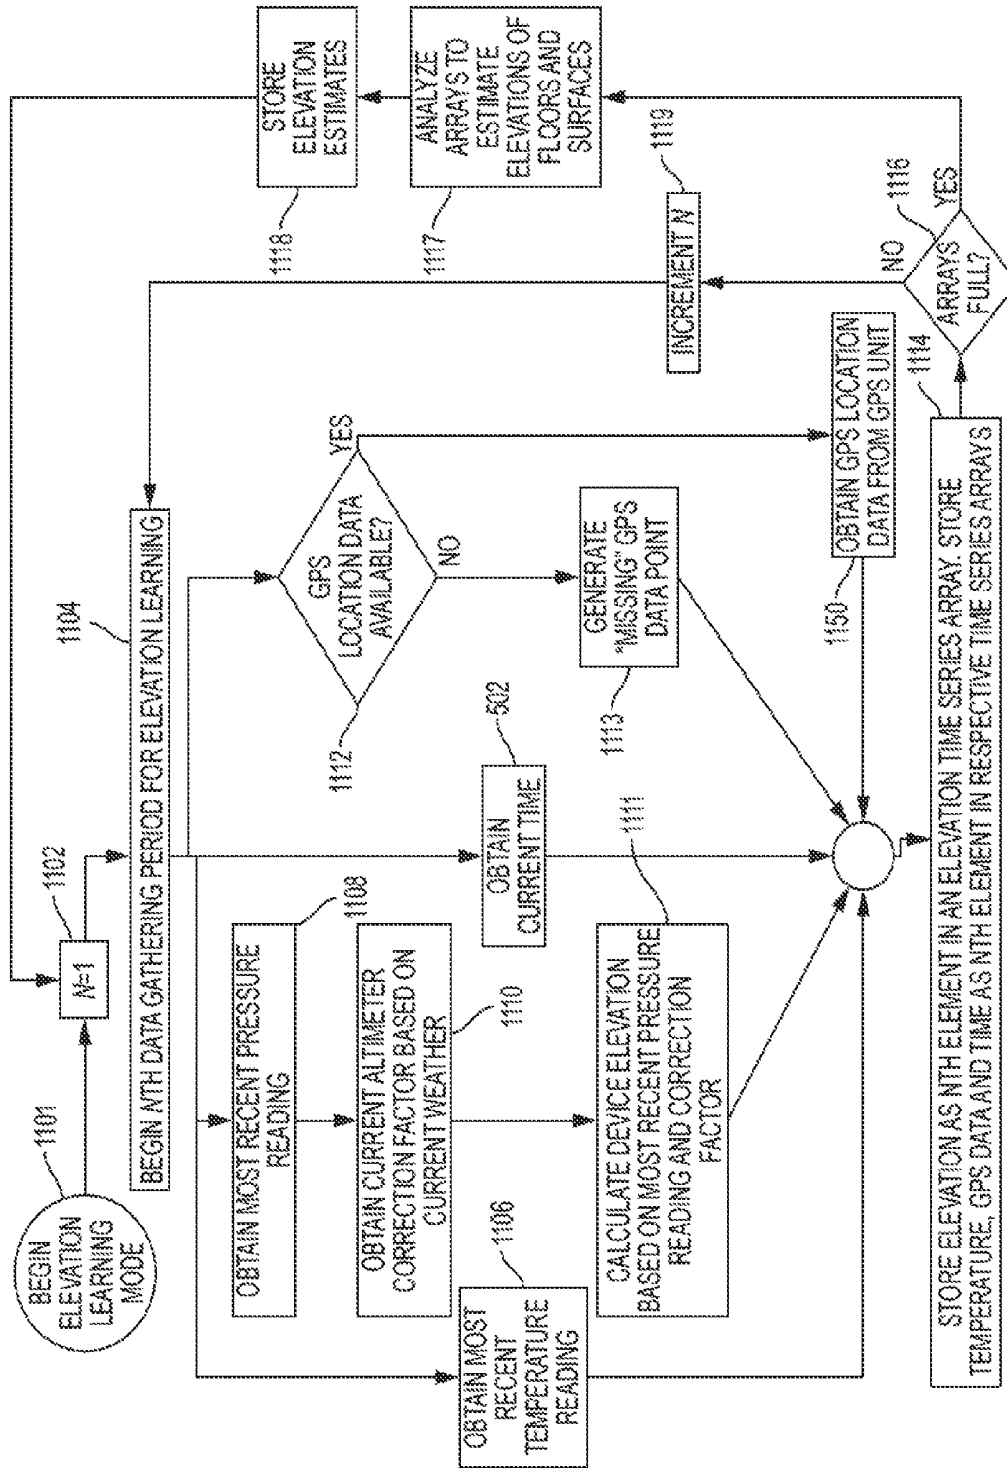 BEGIN
ELEVATION
LEARNING
MODE
1101
N=1
1102
BEGIN NTH DATA GATHERING PERIOD FOR ELEVATION LEARNING
1104
OBTAIN MOST RECENT PRESSURE
READING
1108
OBTAIN CURRENT ALTIMETER
CORRECTION FACTOR BASED ON
CURRENT WEATHER
1110
OBTAIN MOST
RECENT
TEMPERATURE
READING
1106
CALCULATE DEVICE ELEVATION
BASED ON MOST RECENT PRESSURE
READING AND CORRECTION
FACTOR
1111
OBTAIN
CURRENT TIME
502
GPS
LOCATION DATA
AVAILABLE?
1112
YES
NO
GENERATE
"MISSING" GPS
DATA POINT
1113
OBTAIN GPS LOCATION
DATA FROM GPS UNIT
1150
STORE ELEVATION AS NTH ELEMENT IN AN ELEVATION TIME SERIES ARRAY. STORE
TEMPERATURE, GPS DATA AND TIME AS NTH ELEMENT IN RESPECTIVE TIME SERIES ARRAYS
1114
ARRAYS
FULL?
1116
NO
YES
INCREMENT N
1119
ANALYZE
ARRAYS TO
ESTIMATE
ELEVATIONS OF
FLOORS AND
SURFACES
1117
STORE
ELEVATION
ESTIMATES
1118